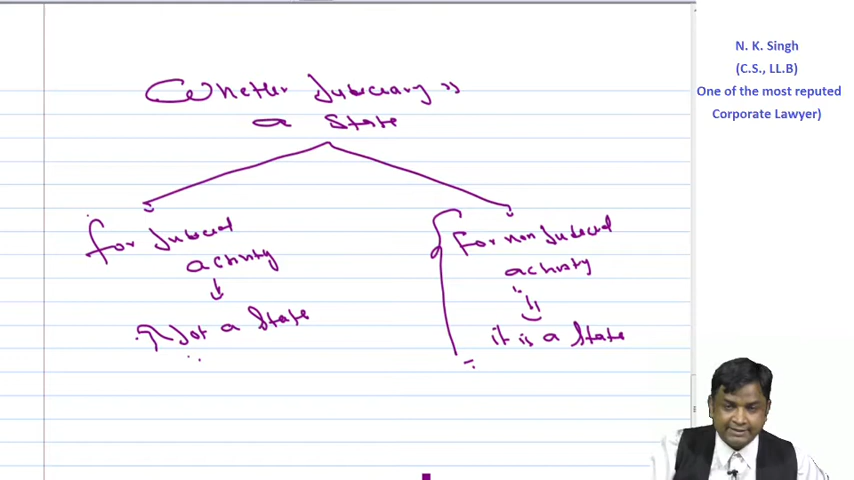 Whether Judiciary is
a State
For Judicial
activity
Not a State
For non Judicial
activity
it is a State
N. K. Singh
(C.S., LL.B)
One of the most reputed
Corporate Lawyer)